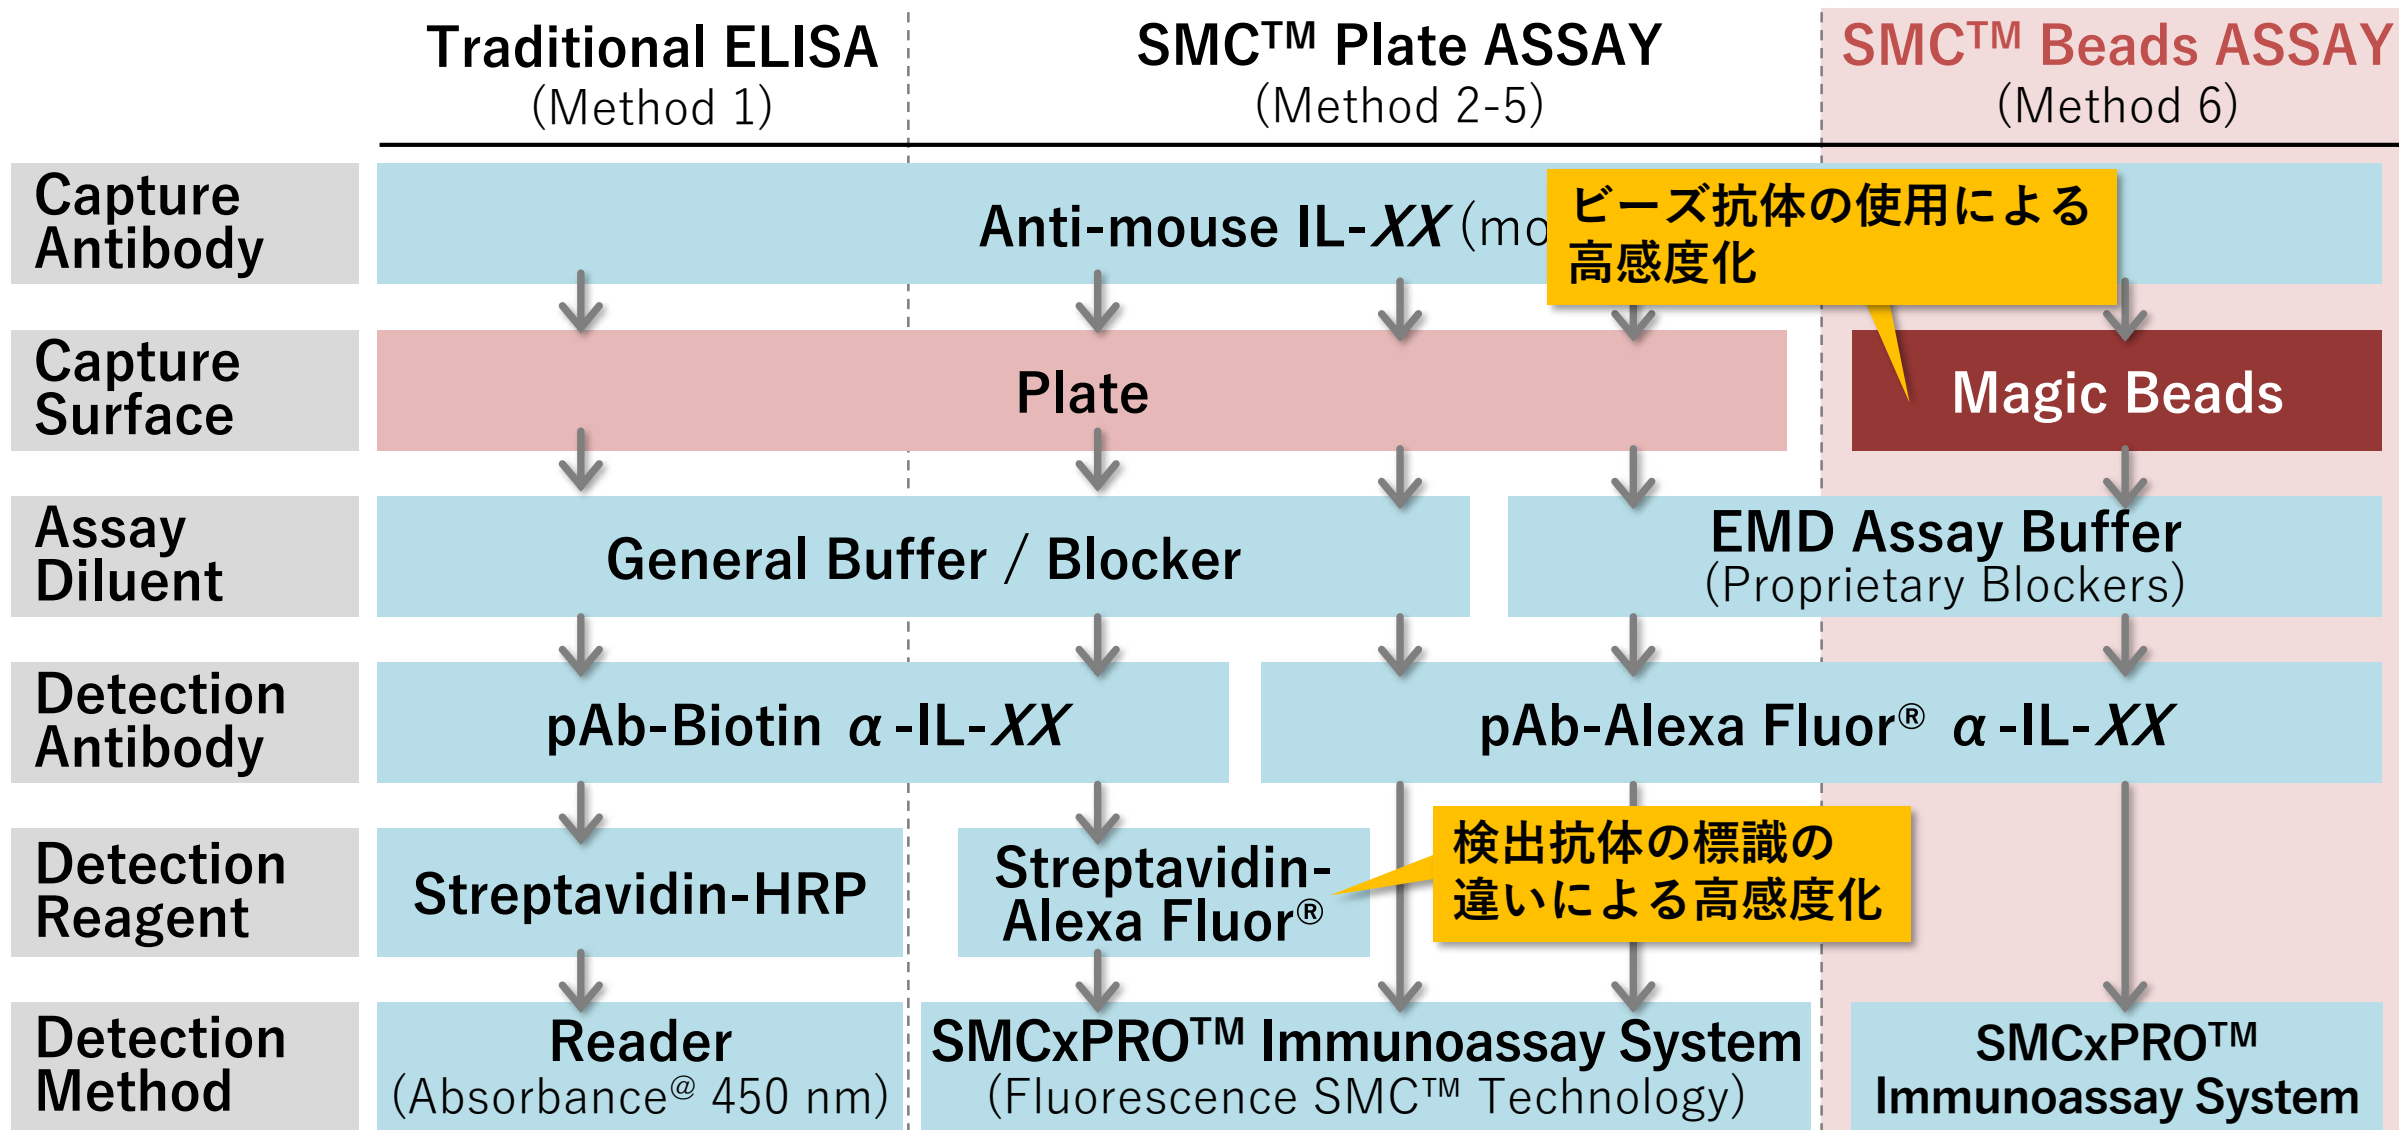 Traditional ELISA
(Method 1)
SMC™ Plate ASSAY
(Method 2-5)
SMC™ Beads ASSAY
(Method 6)
Capture
Antibody
Anti-mouse IL-XX
ビーズ抗体の使用による
高感度化
Capture
Surface
Plate
Magic Beads
Assay
Diluent
General Buffer / Blocker
EMD Assay Buffer
(Proprietary Blockers)
Detection
Antibody
pAb-Biotin α-IL-XX
pAb-Alexa Fluor® α-IL-XX
Detection
Reagent
Streptavidin-HRP
Streptavidin-
Alexa Fluor®
検出抗体の標識の
違いによる高感度化
Detection
Method
Reader
(Absorbance@ 450 nm)
SMCxPRO™ Immunoassay System
(Fluorescence SMC™ Technology)
SMCxPRO™
Immunoassay System